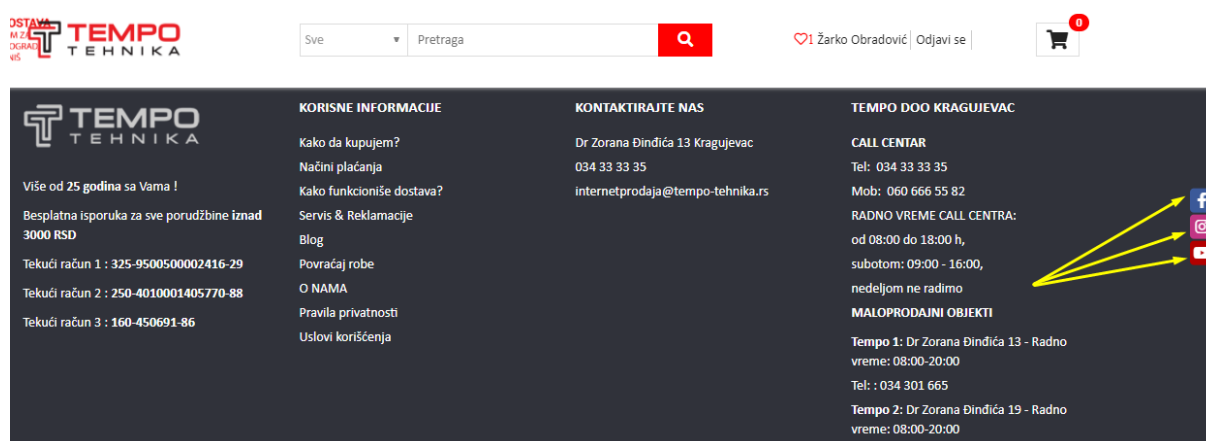 OSTAVA
M ZA
OGRAD
NIŠ
TEMPO
TEHNIKA
Sve
Pretraga
1 Žarko Obradović
Odjavi se
0
TEMPO
TEHNIKA
Više od 25 godina sa Vama !
Besplatna isporuka za sve porudžbine iznad
3000 RSD
Tekući račun 1 : 325-9500500002416-29
Tekući račun 2 : 250-4010001405770-88
Tekući račun 3 : 160-450691-86
KORISNE INFORMACIJE
Kako da kupujem?
Načini plaćanja
Kako funkcioniše dostava?
Servis & Reklamacije
Blog
Povraćaj robe
O NAMA
Pravila privatnosti
Uslovi korišćenja
KONTAKTIRAJTE NAS
Dr Zorana Đinđića 13 Kragujevac
034 33 33 35
internetprodaja@tempo-tehnika.rs
TEMPO DOO KRAGUJEVAC
CALL CENTAR
Tel: 034 33 33 35
Mob: 060 666 55 82
RADNO VREME CALL CENTRA:
od 08:00 do 18:00 h,
subotom: 09:00 - 16:00,
nedeljom ne radimo
MALOPRODAJNI OBJEKTI
Tempo 1: Dr Zorana Đinđića 13 - Radno
vreme: 08:00-20:00
Tel: : 034 301 665
Tempo 2: Dr Zorana Đinđića 19 - Radno
vreme: 08:00-20:00